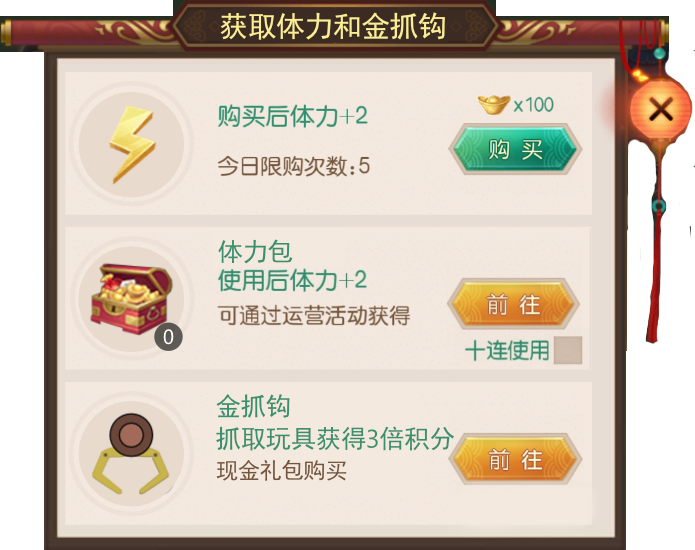 获取体力和金抓钩
购买后体力+2
x100
购买
今日限购次数:5
体力包
使用后体力+2
可通过运营活动获得
前往
0
十连使用
金抓钩
抓取玩具获得3倍积分
现金礼包购买
前往